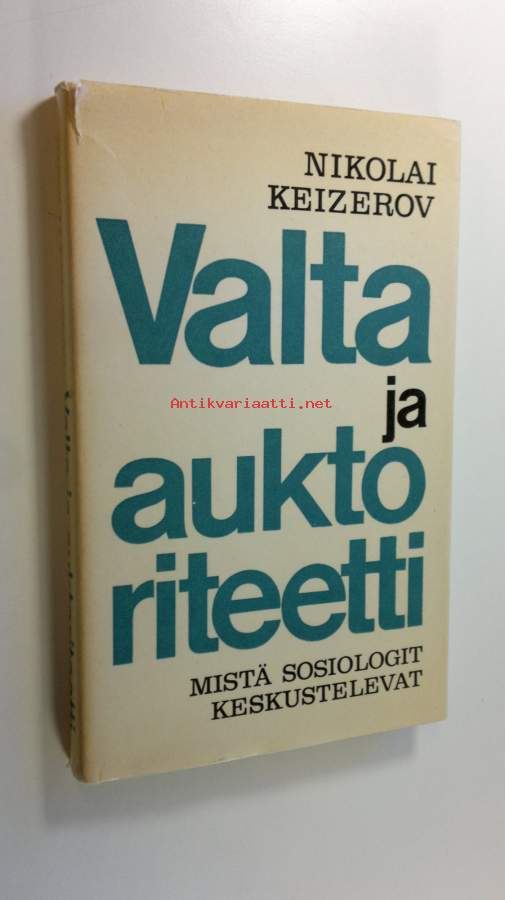 NIKOLAI
KEIZEROV
Valta
Antikvariaatti.net
ja
aukto
riteetti
MISTÄ SOSIOLOGIT
KESKUSTELEVAT